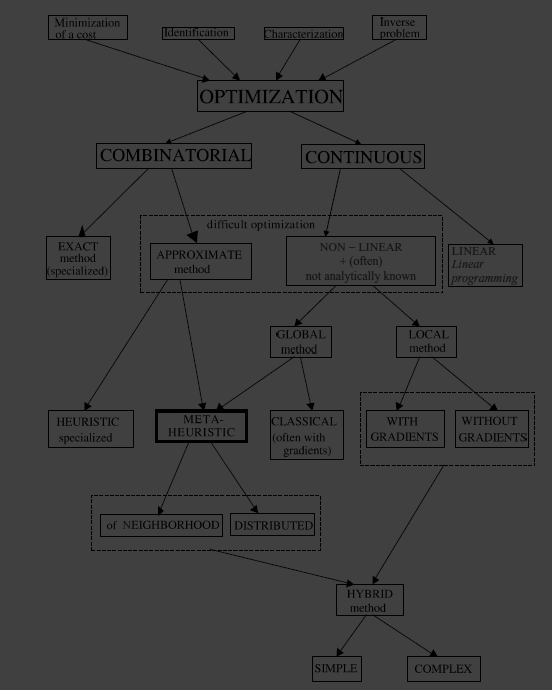 Minimization
of a cost
Identification
Characterization
Inverse
problem
OPTIMIZATION
COMBINATORIAL
CONTINUOUS
difficult optimization
EXACT
method
(specialized)
APPROXIMATE
method
NON - LINEAR
+ (often)
not analytically known
LINEAR
Linear
programming
GLOBAL
method
LOCAL
method
HEURISTIC
specialized
META-
HEURISTIC
CLASSICAL
(often with
gradients)
WITH
GRADIENTS
WITHOUT
GRADIENTS
of NEIGHBORHOOD
DISTRIBUTED
HYBRID
method
SIMPLE
COMPLEX